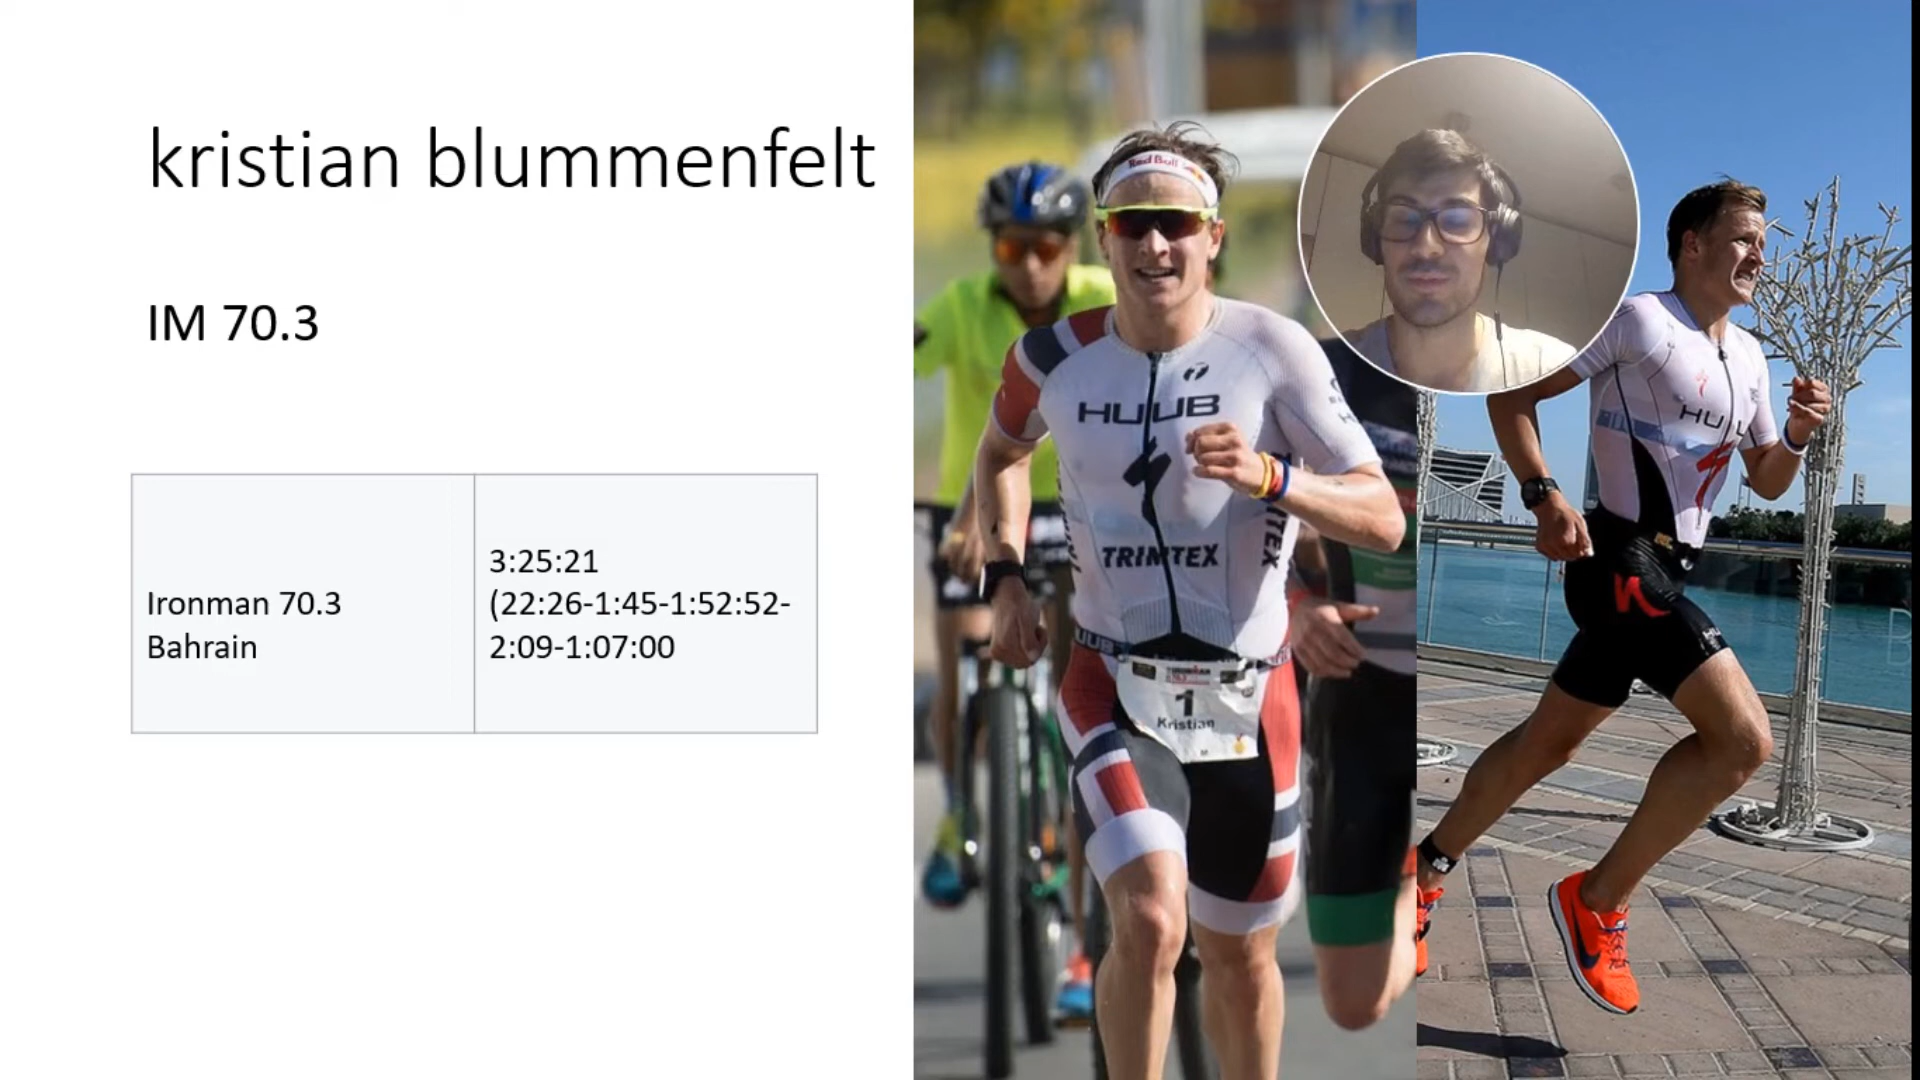 kristian blummenfelt
IM 70.3
Ironman 70.3
Bahrain
3:25:21
(22:26-1:45-1:52:52-
2:09-1:07:00
Red Bull
HUUB
TRIMTEX
1
Kristian
HU